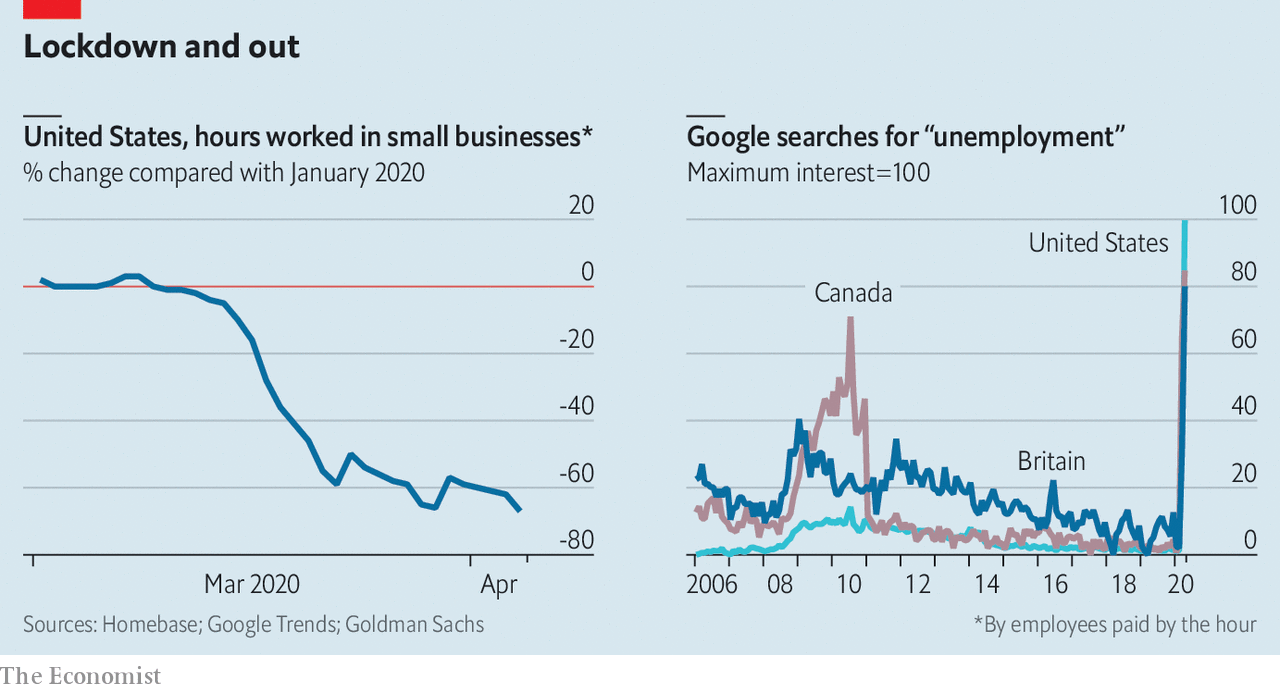 Lockdown and out
United States, hours worked in small businesses*
% change compared with January 2020
20
0
-20
-40
-60
-80
Mar 2020
Apr
Google searches for “unemployment”
Maximum interest=100
100
80
60
40
20
0
United States
Canada
Britain
2006
08
10
12
14
16
18
20
Sources: Homebase; Google Trends; Goldman Sachs
*By employees paid by the hour
The Economist